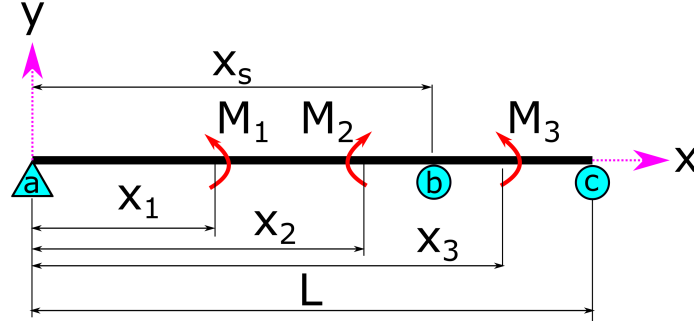 y
xₛ
M₁ M₂ M₃
a b c x
x₁
x₂ x₃
L